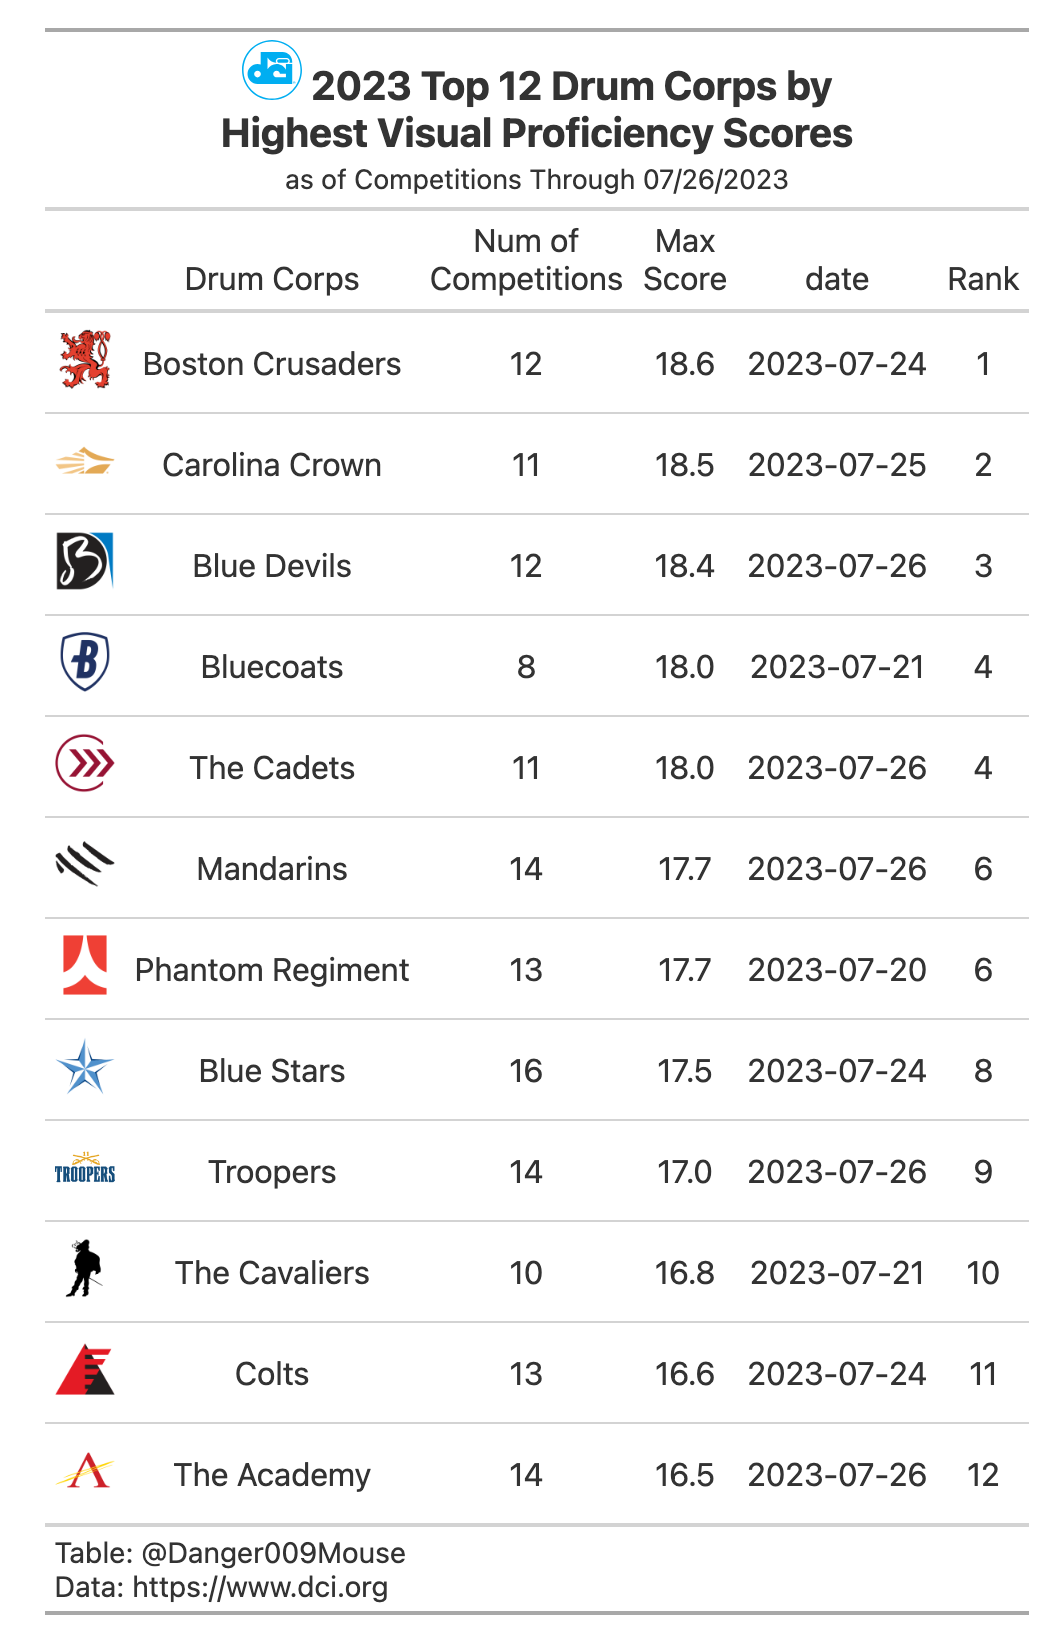 dci 2023 Top 12 Drum Corps by
Highest Visual Proficiency Scores
as of Competitions Through 07/26/2023
Drum Corps Num of Competitions Max Score date Rank
Boston Crusaders 12 18.6 2023-07-24 1
Carolina Crown 11 18.5 2023-07-25 2
B Blue Devils 12 18.4 2023-07-26 3
B Bluecoats 8 18.0 2023-07-21 4
The Cadets 11 18.0 2023-07-26 4
Mandarins 14 17.7 2023-07-26 6
Phantom Regiment 13 17.7 2023-07-20 6
Blue Stars 16 17.5 2023-07-24 8
TROOPERS Troopers 14 17.0 2023-07-26 9
The Cavaliers 10 16.8 2023-07-21 10
Colts 13 16.6 2023-07-24 11
A The Academy 14 16.5 2023-07-26 12
Table: @Danger009Mouse
Data: https://www.dci.org